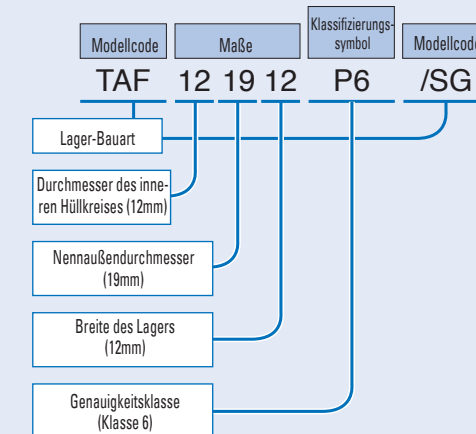 Modellcode Maße Klassifizierungs-
symbol Modellcode
TAF 12 19 12 P6 /SG
Lager-Bauart
Durchmesser des inne-
ren Hüllkreises (12mm)
Nennaußendurchmesser
(19mm)
Breite des Lagers
(12mm)
Genauigkeitsklasse
(Klasse 6)